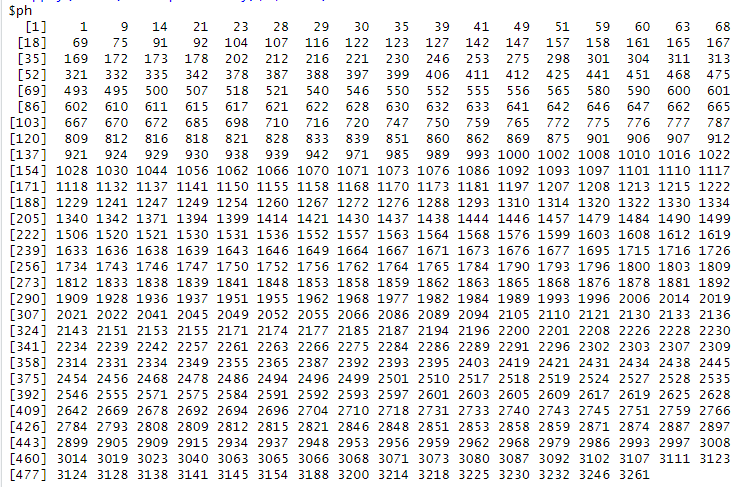 $ph
[1] 1 9 14 21 23 28 29 30 35 39 41 49 51 59 60 63 68
[18] 69 75 91 92 104 107 116 122 123 127 142 147 157 158 161 165 167
[35] 169 172 173 178 202 212 216 221 230 246 253 275 298 301 304 311 313
[52] 321 332 335 342 378 387 388 397 399 406 411 412 425 441 451 468 475
[69] 493 495 500 507 518 521 540 546 550 552 555 556 565 580 590 600 601
[86] 602 610 611 615 617 621 622 628 630 632 633 641 642 646 647 662 665
[103] 667 670 672 685 698 710 716 720 747 750 759 765 772 775 776 777 787
[120] 809 812 816 818 821 828 833 839 851 860 862 869 875 901 906 907 912
[137] 921 924 929 930 938 939 942 971 985 989 993 1000 1002 1008 1010 1016 1022
[154] 1028 1030 1044 1056 1062 1066 1070 1071 1073 1076 1086 1092 1093 1097 1101 1110 1117
[171] 1118 1132 1137 1141 1150 1155 1158 1168 1170 1173 1181 1197 1207 1208 1213 1215 1222
[188] 1229 1241 1247 1249 1254 1260 1267 1272 1276 1288 1293 1310 1314 1320 1322 1330 1334
[205] 1340 1342 1371 1394 1399 1414 1421 1430 1437 1438 1444 1446 1457 1479 1484 1490 1499
[222] 1506 1520 1521 1530 1531 1536 1552 1557 1563 1564 1568 1576 1599 1603 1608 1612 1619
[239] 1633 1636 1638 1639 1643 1646 1649 1664 1667 1671 1673 1676 1677 1695 1715 1716 1726
[256] 1734 1743 1746 1747 1750 1752 1756 1762 1764 1765 1784 1790 1793 1796 1800 1803 1809
[273] 1812 1833 1838 1839 1841 1848 1853 1858 1859 1862 1863 1865 1868 1876 1878 1881 1892
[290] 1909 1928 1936 1937 1951 1955 1962 1968 1977 1982 1984 1989 1993 1996 2006 2014 2019
[307] 2021 2022 2041 2045 2049 2052 2055 2066 2086 2089 2094 2105 2110 2121 2130 2133 2136
[324] 2143 2151 2153 2155 2171 2174 2177 2185 2187 2194 2196 2200 2201 2208 2226 2228 2230
[341] 2234 2239 2242 2257 2261 2263 2266 2275 2284 2286 2289 2291 2296 2302 2303 2307 2309
[358] 2314 2331 2334 2349 2355 2365 2387 2392 2393 2395 2403 2419 2421 2431 2434 2438 2445
[375] 2454 2456 2468 2478 2486 2494 2496 2499 2501 2510 2517 2518 2519 2524 2527 2528 2535
[392] 2546 2555 2571 2575 2584 2591 2592 2593 2597 2601 2603 2605 2609 2617 2619 2625 2628
[409] 2642 2669 2678 2692 2694 2696 2704 2710 2718 2731 2733 2740 2743 2745 2751 2759 2766
[426] 2784 2793 2808 2809 2812 2815 2821 2846 2848 2851 2853 2858 2859 2871 2874 2887 2897
[443] 2899 2905 2909 2915 2934 2937 2948 2953 2956 2959 2962 2968 2979 2986 2993 2997 3008
[460] 3014 3019 3023 3040 3063 3065 3066 3068 3071 3073 3080 3087 3092 3102 3107 3111 3123
[477] 3124 3128 3138 3141 3145 3154 3188 3200 3214 3218 3225 3230 3232 3246 3261